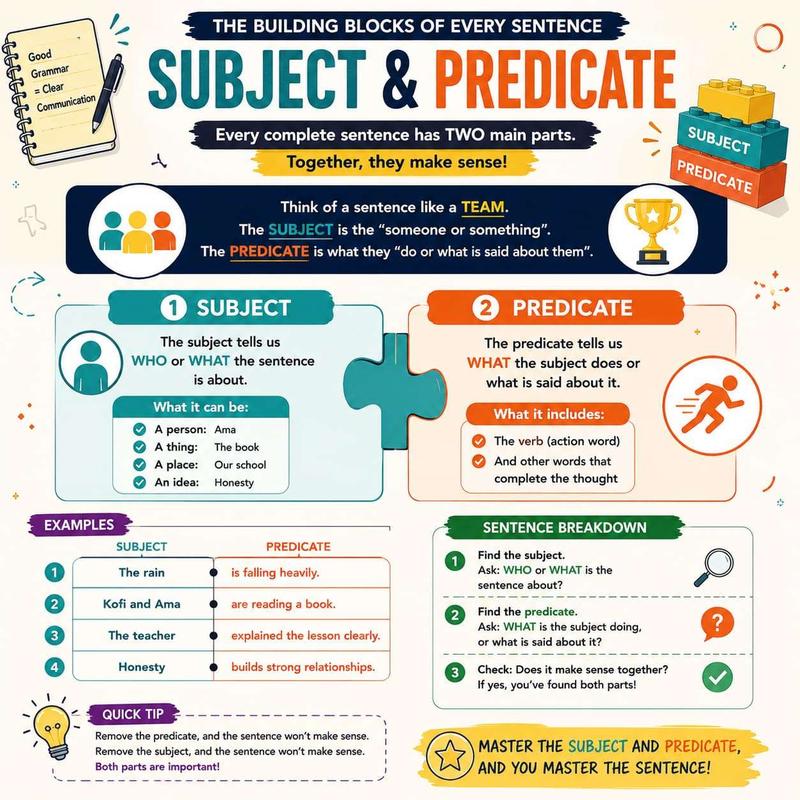 THE BUILDING BLOCKS OF EVERY SENTENCE
Good
Grammar
= Clear
Communication
SUBJECT & PREDICATE
SUBJECT
PREDICATE
Every complete sentence has TWO main parts.
Together, they make sense!
Think of a sentence like a TEAM.
The SUBJECT is the “someone or something”.
The PREDICATE is what they “do or what is said about them”.
1 SUBJECT
The subject tells us
WHO or WHAT the sentence
is about.
What it can be:
A person: Ama
A thing: The book
A place: Our school
An idea: Honesty
2 PREDICATE
The predicate tells us
WHAT the subject does or
what is said about it.
What it includes:
The verb (action word)
And other words that
complete the thought
EXAMPLES
SUBJECT PREDICATE
1 The rain is falling heavily.
2 Kofi and Ama are reading a book.
3 The teacher explained the lesson clearly.
4 Honesty builds strong relationships.
SENTENCE BREAKDOWN
1 Find the subject.
Ask: WHO or WHAT is the
sentence about?
2 Find the predicate.
Ask: WHAT is the subject doing,
or what is said about it?
?
3 Check: Does it make sense together?
If yes, you’ve found both parts!
QUICK TIP
Remove the predicate, and the sentence won’t make sense.
Remove the subject, and the sentence won’t make sense.
Both parts are important!
MASTER THE SUBJECT AND PREDICATE,
AND YOU MASTER THE SENTENCE!